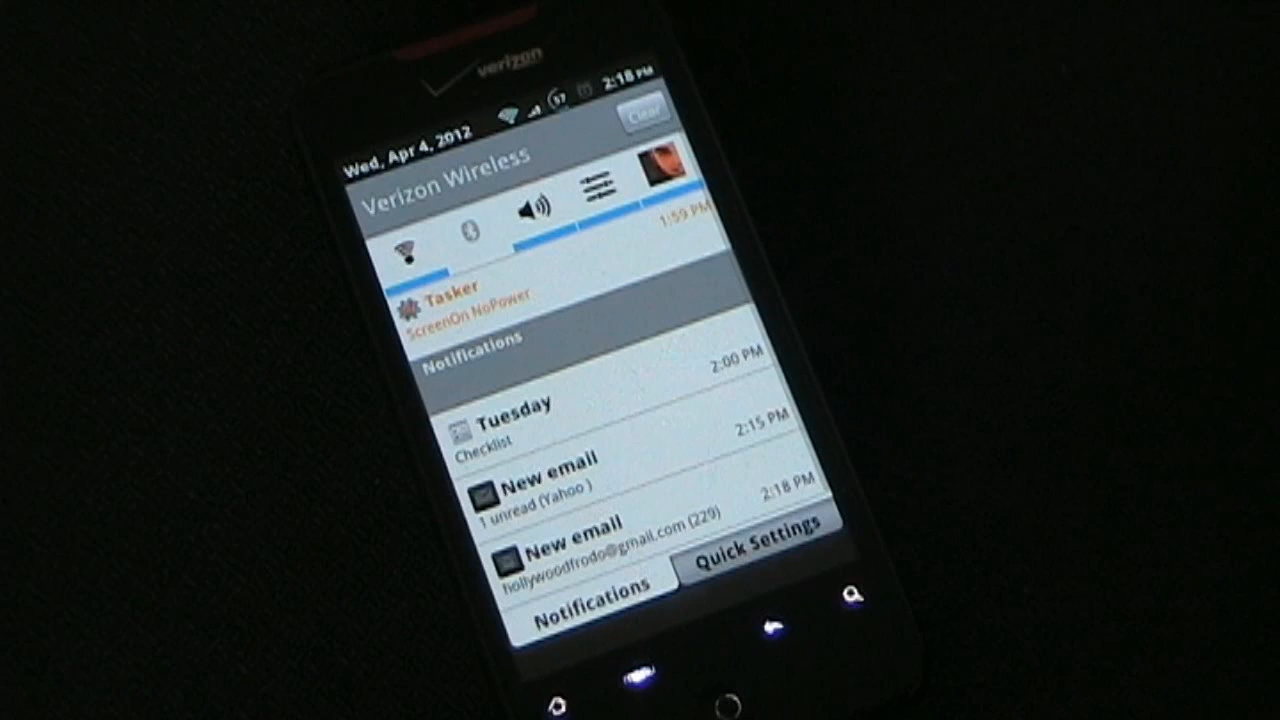 verizon
Wed, Apr 4, 2012 57 2:18 PM
Verizon Wireless Clear
1:59 PM
Tasker
ScreenOn NoPower
Notifications
Tuesday 2:00 PM
Checklist
New email 2:15 PM
1 unread (Yahoo )
New email 2:18 PM
hollywoodfrodo@gmail.com (229)
Notifications Quick Settings
menu